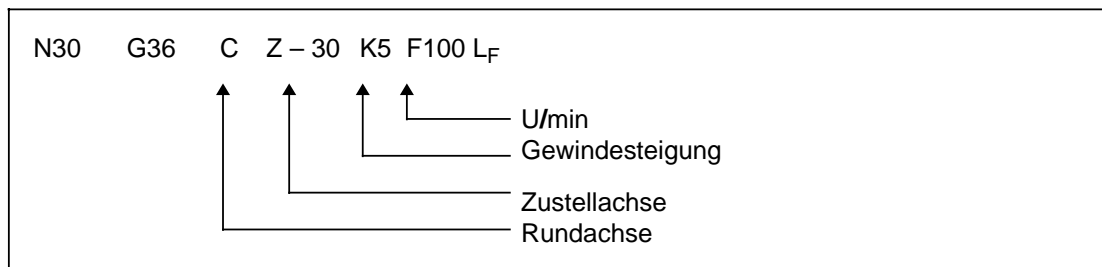 N30 G36 C Z – 30 K5 F100 LF
U/min
Gewindesteigung
Zustellachse
Rundachse